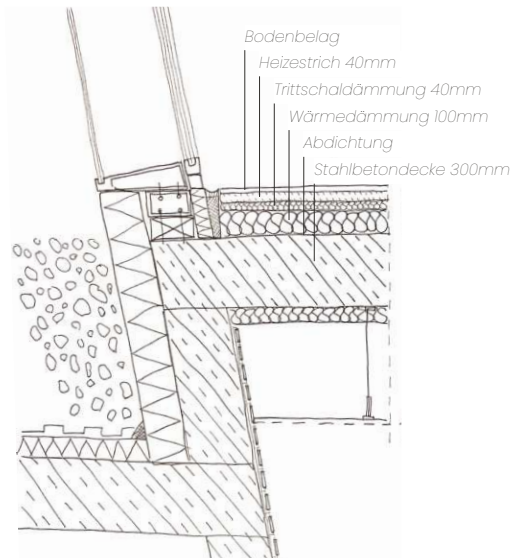 Bodenbelag
Heizestrich 40mm
Trittschaldämmung 40mm
Wärmedämmung 100mm
Abdichtung
Stahlbetondecke 300mm